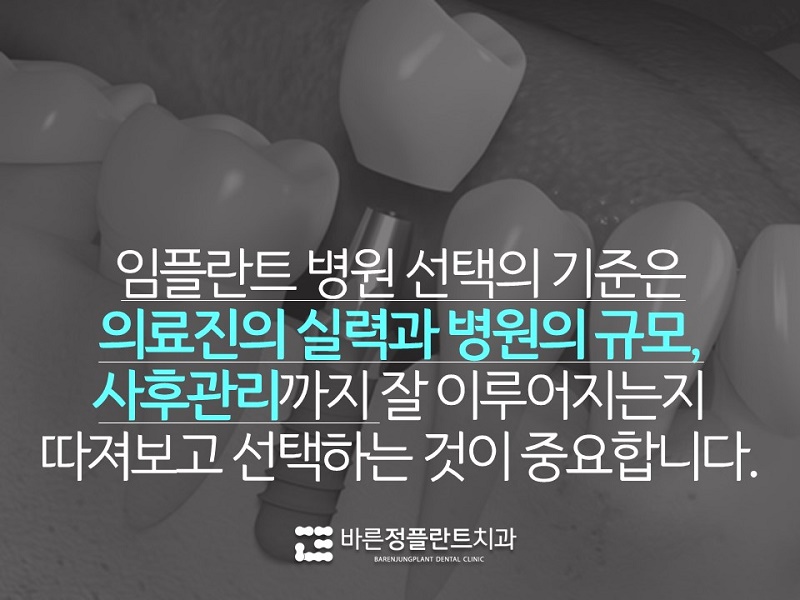 임플란트 병원 선택의 기준은
의료진의 실력과 병원의 규모,
사후관리까지 잘 이루어지는지
따져보고 선택하는 것이 중요합니다.
바른정플란트치과
BARENJUNGPLANT DENTAL CLINIC